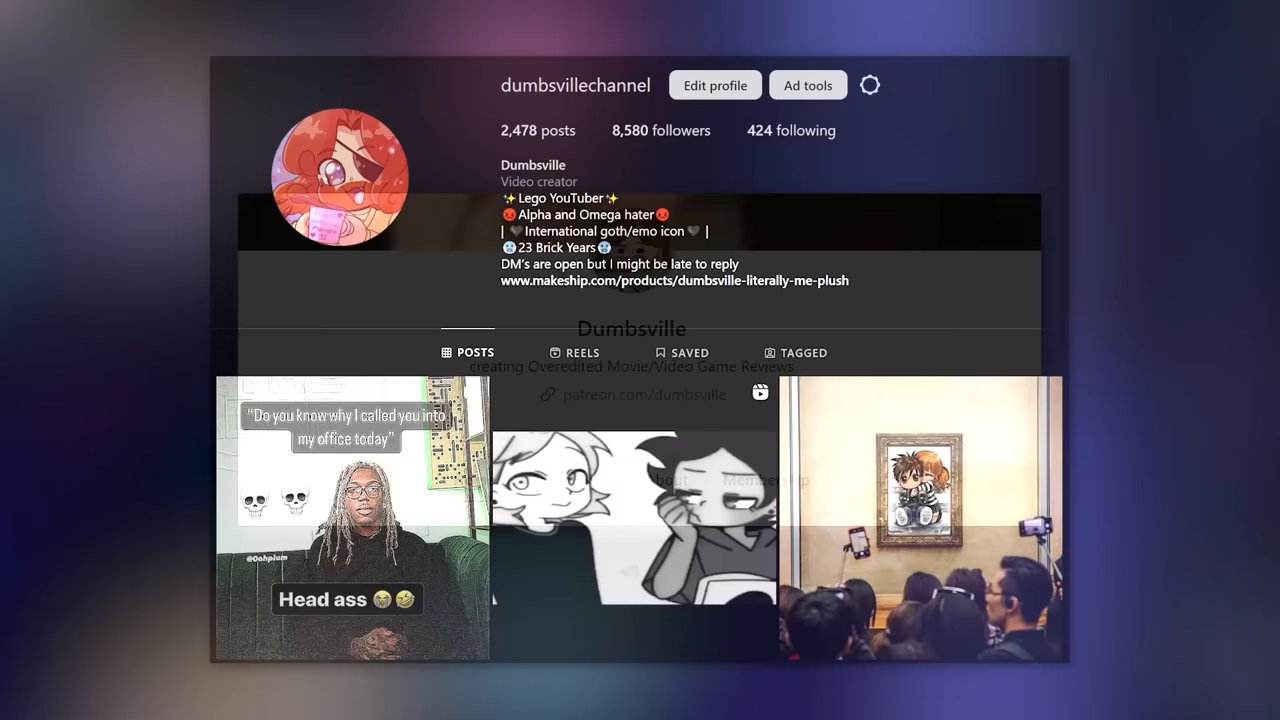 dumbsvillechannel Edit profile Ad tools
2,478 posts 8,580 followers 424 following
Dumbsville
Video creator
✨Lego YouTuber✨
😡Alpha and Omega hater😡
| 🖤International goth/emo icon🖤 |
🥶23 Brick Years🥶
DM's are open but I might be late to reply
www.makeship.com/products/dumbsville-literally-me-plush
Dumbsville
POSTS REELS SAVED TAGGED
creating Overedited Movie/Video Game Reviews
patreon.com/dumbsville
"Do you know why I called you into
my office today"
About Membership
@Oohpium
Head ass 😭🤣